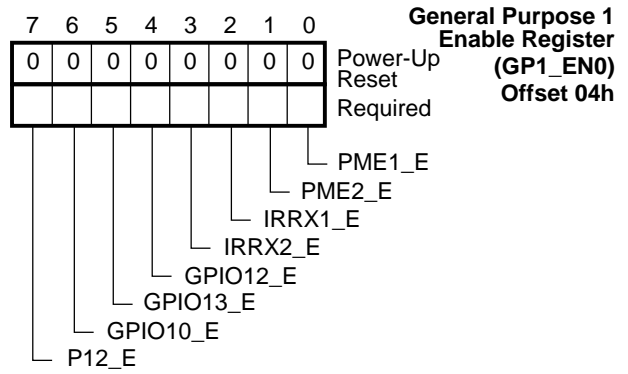 General Purpose 1
Enable Register
(GP1_EN0)
Offset 04h
7 6 5 4 3 2 1 0
0 0 0 0 0 0 0 0 Power-Up
Reset
Required
PME1_E
PME2_E
IRRX1_E
IRRX2_E
GPIO12_E
GPIO13_E
GPIO10_E
P12_E